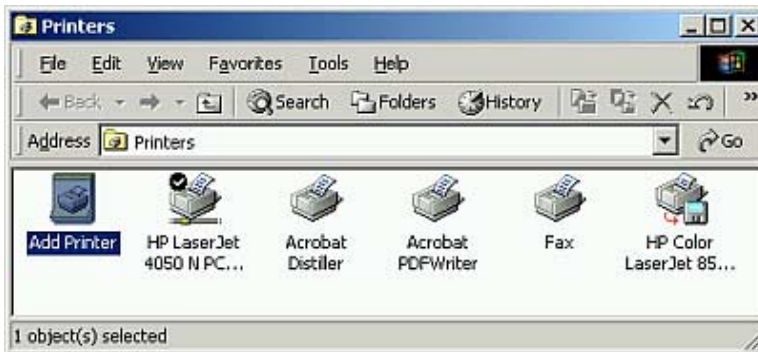 Printers
File Edit View Favorites Tools Help
Back Search Folders History »
Address Printers Go
Add Printer HP LaserJet 4050 N PC... Acrobat Distiller Acrobat PDFWriter Fax HP Color LaserJet 85...
1 object(s) selected